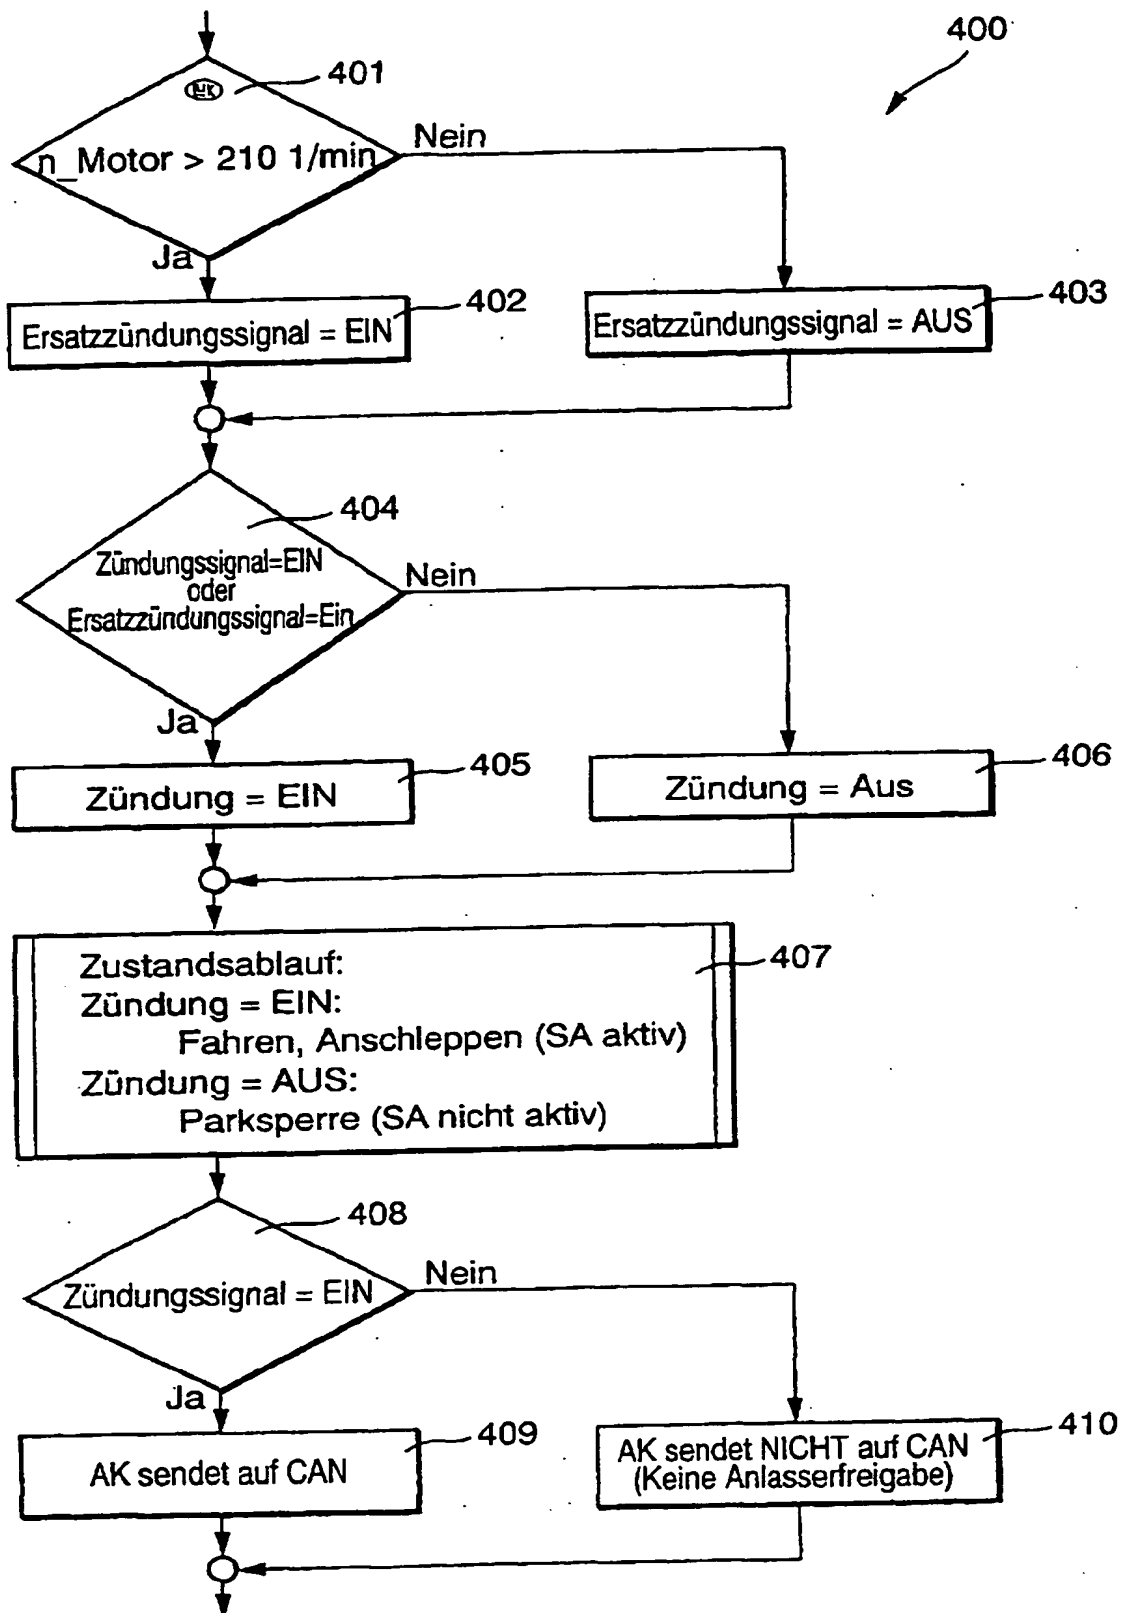 400
401
n_Motor > 210 1/min
Nein
Ja
Ersatzzündungssignal = EIN
402
Ersatzzündungssignal = AUS
403
404
Zündungssignal=EIN
oder
Ersatzzündungssignal=Ein
Nein
Ja
Zündung = EIN
405
Zündung = Aus
406
Zustandsablauf:
Zündung = EIN:
Fahren, Anschleppen (SA aktiv)
Zündung = AUS:
Parksperre (SA nicht aktiv)
407
408
Zündungssignal = EIN
Nein
Ja
AK sendet auf CAN
409
AK sendet NICHT auf CAN
(Keine Anlasserfreigabe)
410